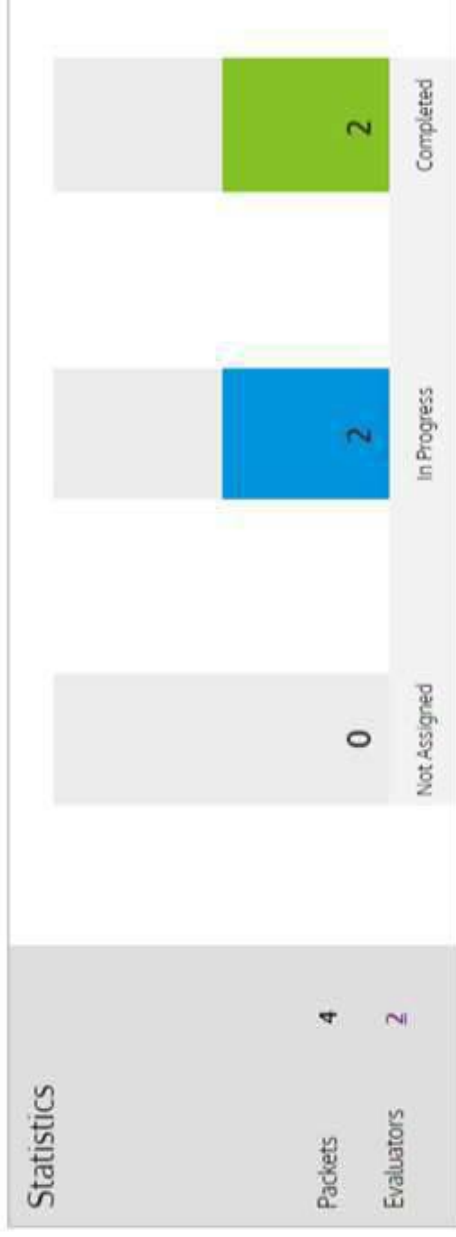 Statistics
Packets 4
Evaluators 2
0 2 2
Not Assigned In Progress Completed